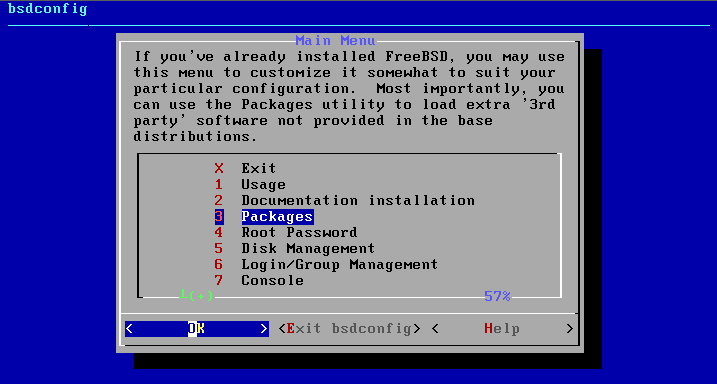 bsdconfig
Main Menu
If you've already installed FreeBSD, you may use
this menu to customize it somewhat to suit your
particular configuration.  Most importantly, you
can use the Packages utility to load extra '3rd
party' software not provided in the base
distributions.
X Exit
1 Usage
2 Documentation installation
3 Packages
4 Root Password
5 Disk Management
6 Login/Group Management
7 Console
(+) 57%
< OK > <Exit bsdconfig> < Help >